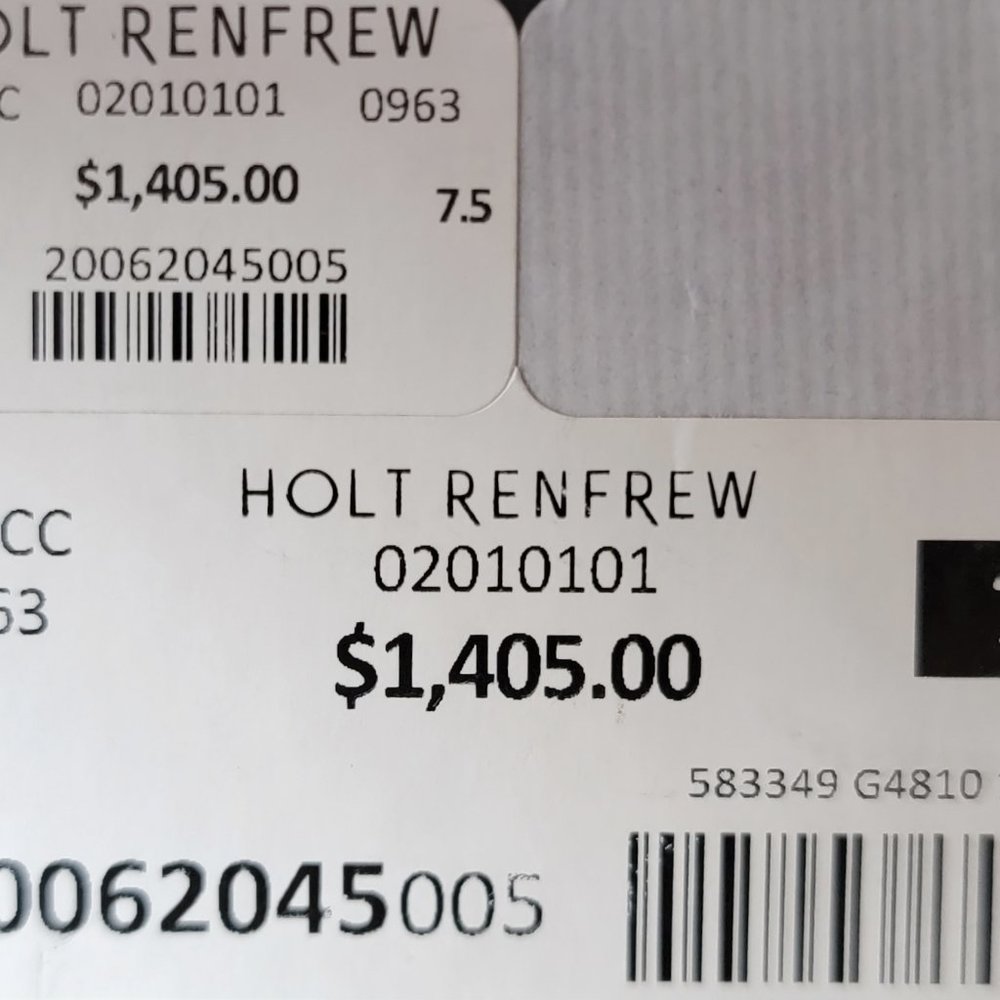 OLT RENFREW
C 02010101 0963
$1,405.00
7.5
20062045005
HOLT RENFREW
CC
02010101
63
$1,405.00
583349 G4810
0062045005